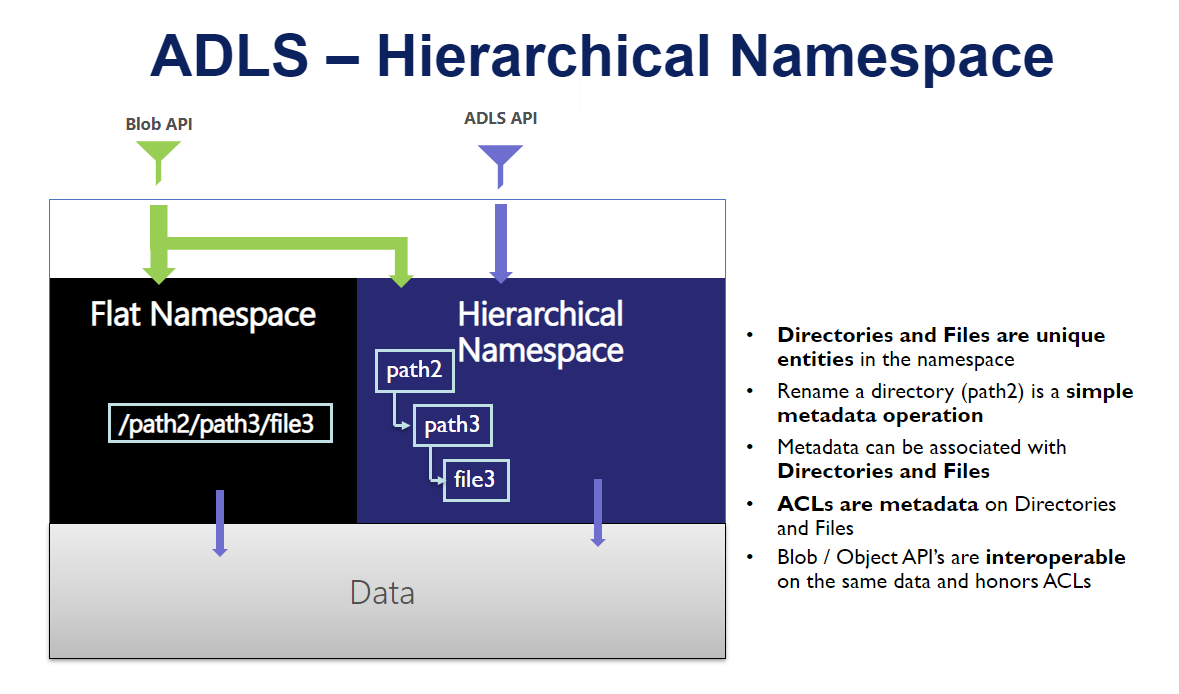 ADLS – Hierarchical Namespace
Blob API
ADLS API
Flat Namespace
/path2/path3/file3
Hierarchical
Namespace
path2
path3
file3
Data
• Directories and Files are unique
entities in the namespace
• Rename a directory (path2) is a simple
metadata operation
• Metadata can be associated with
Directories and Files
• ACLs are metadata on Directories
and Files
• Blob / Object API’s are interoperable
on the same data and honors ACLs